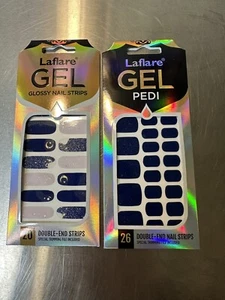 Laflare
GEL
GLOSSY NAIL STRIPS
20 DOUBLE-END STRIPS
Laflare
GEL
PEDI
26 DOUBLE-END NAIL STRIPS